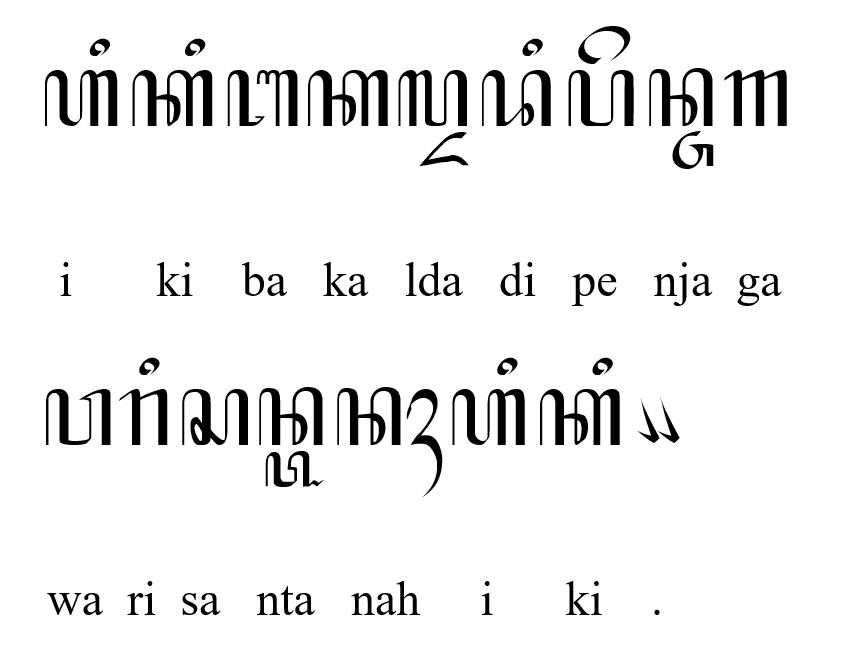 ꦲꦶꦏꦶꦧꦏꦭ꧀ꦢꦢꦶꦥꦼꦤ꧀ꦗꦒ
i ki ba ka lda di pe nja ga
ꦮꦫꦶꦱꦤ꧀ꦠꦤꦃꦲꦶꦏꦶ꧉
wa ri sa nta nah i ki .